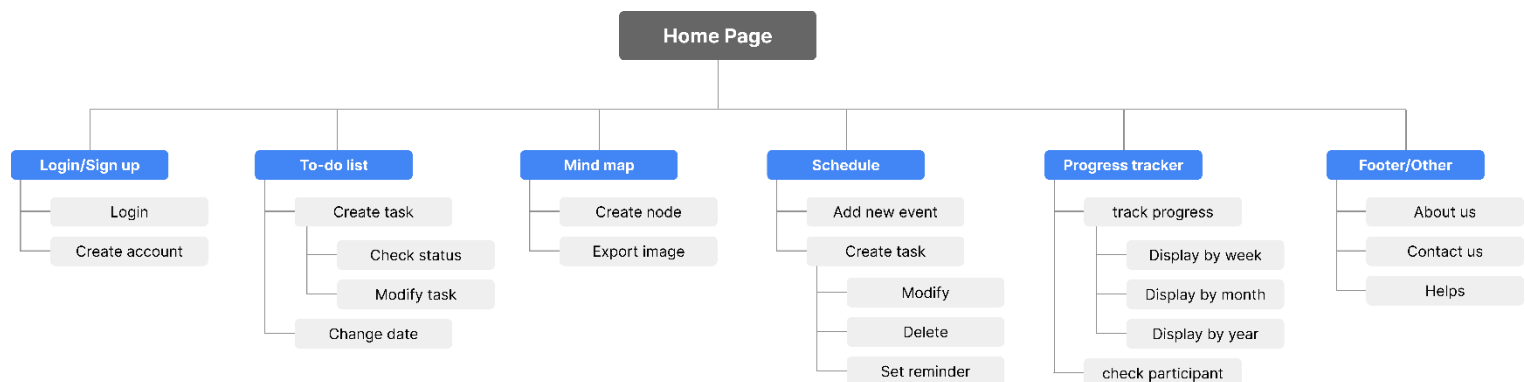 Home Page
Login/Sign up
Login
Create account
To-do list
Create task
Check status
Modify task
Change date
Mind map
Create node
Export image
Schedule
Add new event
Create task
Modify
Delete
Set reminder
Progress tracker
track progress
Display by week
Display by month
Display by year
check participant
Footer/Other
About us
Contact us
Helps